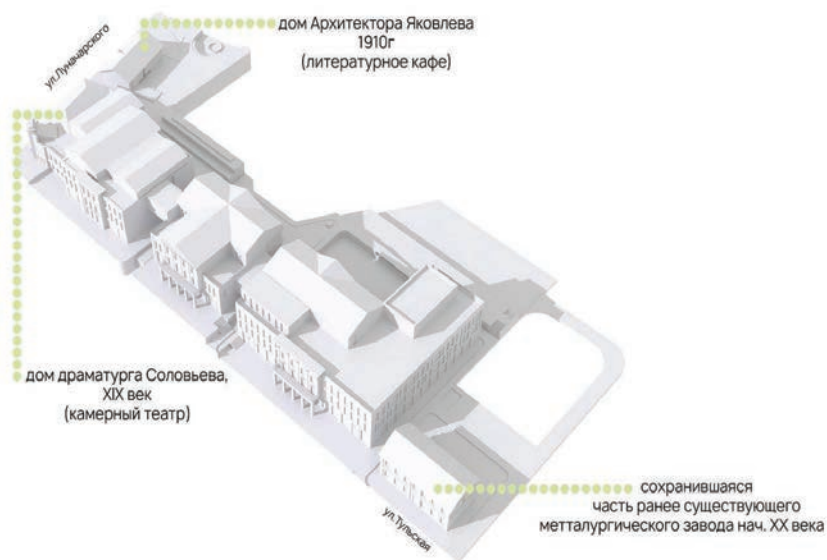 дом Архитектора Яковлева
1910г
(литературное кафе)
ул.Луначарского
дом драматурга Соловьева,
XIX век
(камерный театр)
сохранившаяся
часть ранее существующего
метталургического завода нач. XX века
ул.Тульская